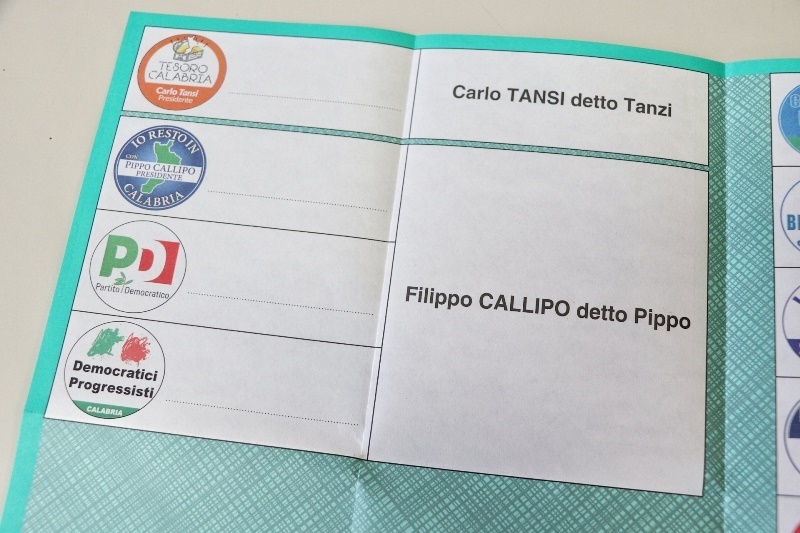 TESORO
CALABRIA
Carlo Tansi
Presidente
Carlo TANSI detto Tanzi
IO RESTO IN
CON
PIPPO CALLIPO
PRESIDENTE
CALABRIA
PD
Partito Democratico
Democratici
Progressisti
CALABRIA
Filippo CALLIPO detto Pippo